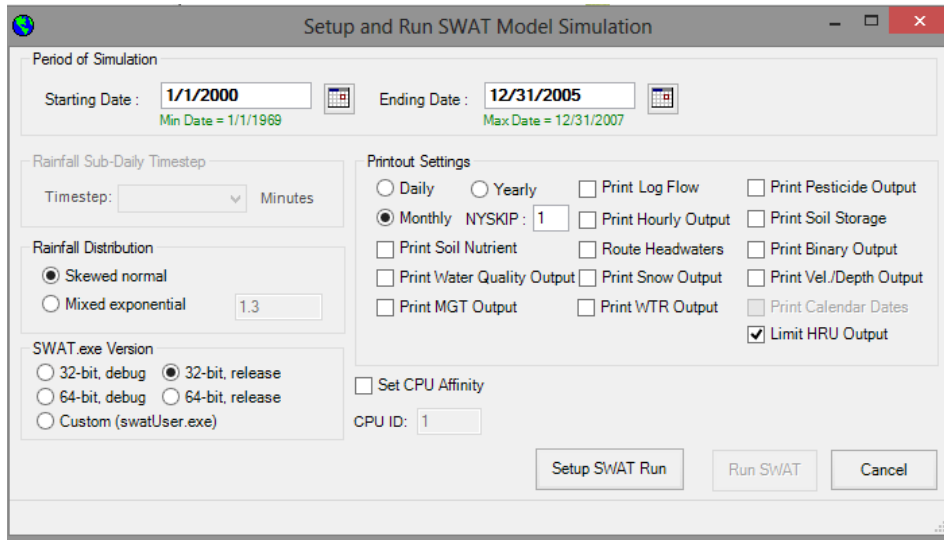 Setup and Run SWAT Model Simulation
Period of Simulation
Starting Date : 1/1/2000 Ending Date : 12/31/2005
Min Date = 1/1/1969 Max Date = 12/31/2007
Rainfall Sub-Daily Timestep
Timestep: Minutes
Rainfall Distribution
Skewed normal
Mixed exponential 1.3
SWAT.exe Version
32-bit, debug 32-bit, release
64-bit, debug 64-bit, release
Custom (swatUser.exe)
Printout Settings
Daily Yearly Print Log Flow Print Pesticide Output
Monthly NYSKIP : 1 Print Hourly Output Print Soil Storage
Print Soil Nutrient Route Headwaters Print Binary Output
Print Water Quality Output Print Snow Output Print Vel./Depth Output
Print MGT Output Print WTR Output Print Calendar Dates
Limit HRU Output
Set CPU Affinity
CPU ID: 1
Setup SWAT Run Run SWAT Cancel